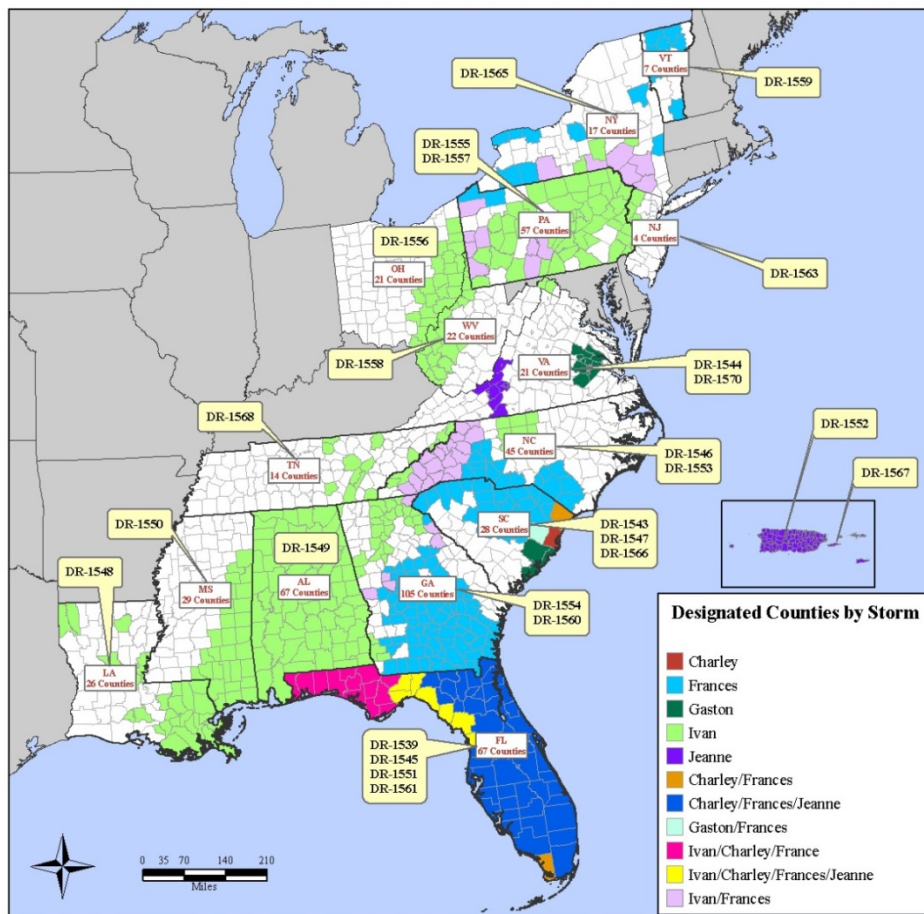 VT
7 Counties
DR-1559
DR-1565
NY
17 Counties
DR-1555
DR-1557
PA
57 Counties
NJ
4 Counties
DR-1563
DR-1556
OH
21 Counties
WV
22 Counties
DR-1558
VA
21 Counties
DR-1544
DR-1570
DR-1568
TN
14 Counties
NC
45 Counties
DR-1546
DR-1553
DR-1552
DR-1567
DR-1550
MS
29 Counties
DR-1549
AL
67 Counties
SC
28 Counties
DR-1543
DR-1547
DR-1566
DR-1548
LA
26 Counties
GA
105 Counties
DR-1554
DR-1560
DR-1539
DR-1545
DR-1551
DR-1561
FL
67 Counties
Designated Counties by Storm
Charley
Frances
Gaston
Ivan
Jeanne
Charley/Frances
Charley/Frances/Jeanne
Gaston/Frances
Ivan/Charley/France
Ivan/Charley/Frances/Jeanne
Ivan/Frances
0 35 70 140 210
Miles